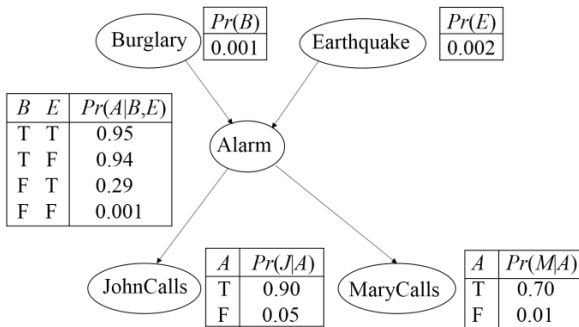 Burglary
Pr(B)
0.001
Earthquake
Pr(E)
0.002
B E Pr(A|B,E)
T T 0.95
T F 0.94
F T 0.29
F F 0.001
Alarm
JohnCalls
A Pr(J|A)
T 0.90
F 0.05
MaryCalls
A Pr(M|A)
T 0.70
F 0.01